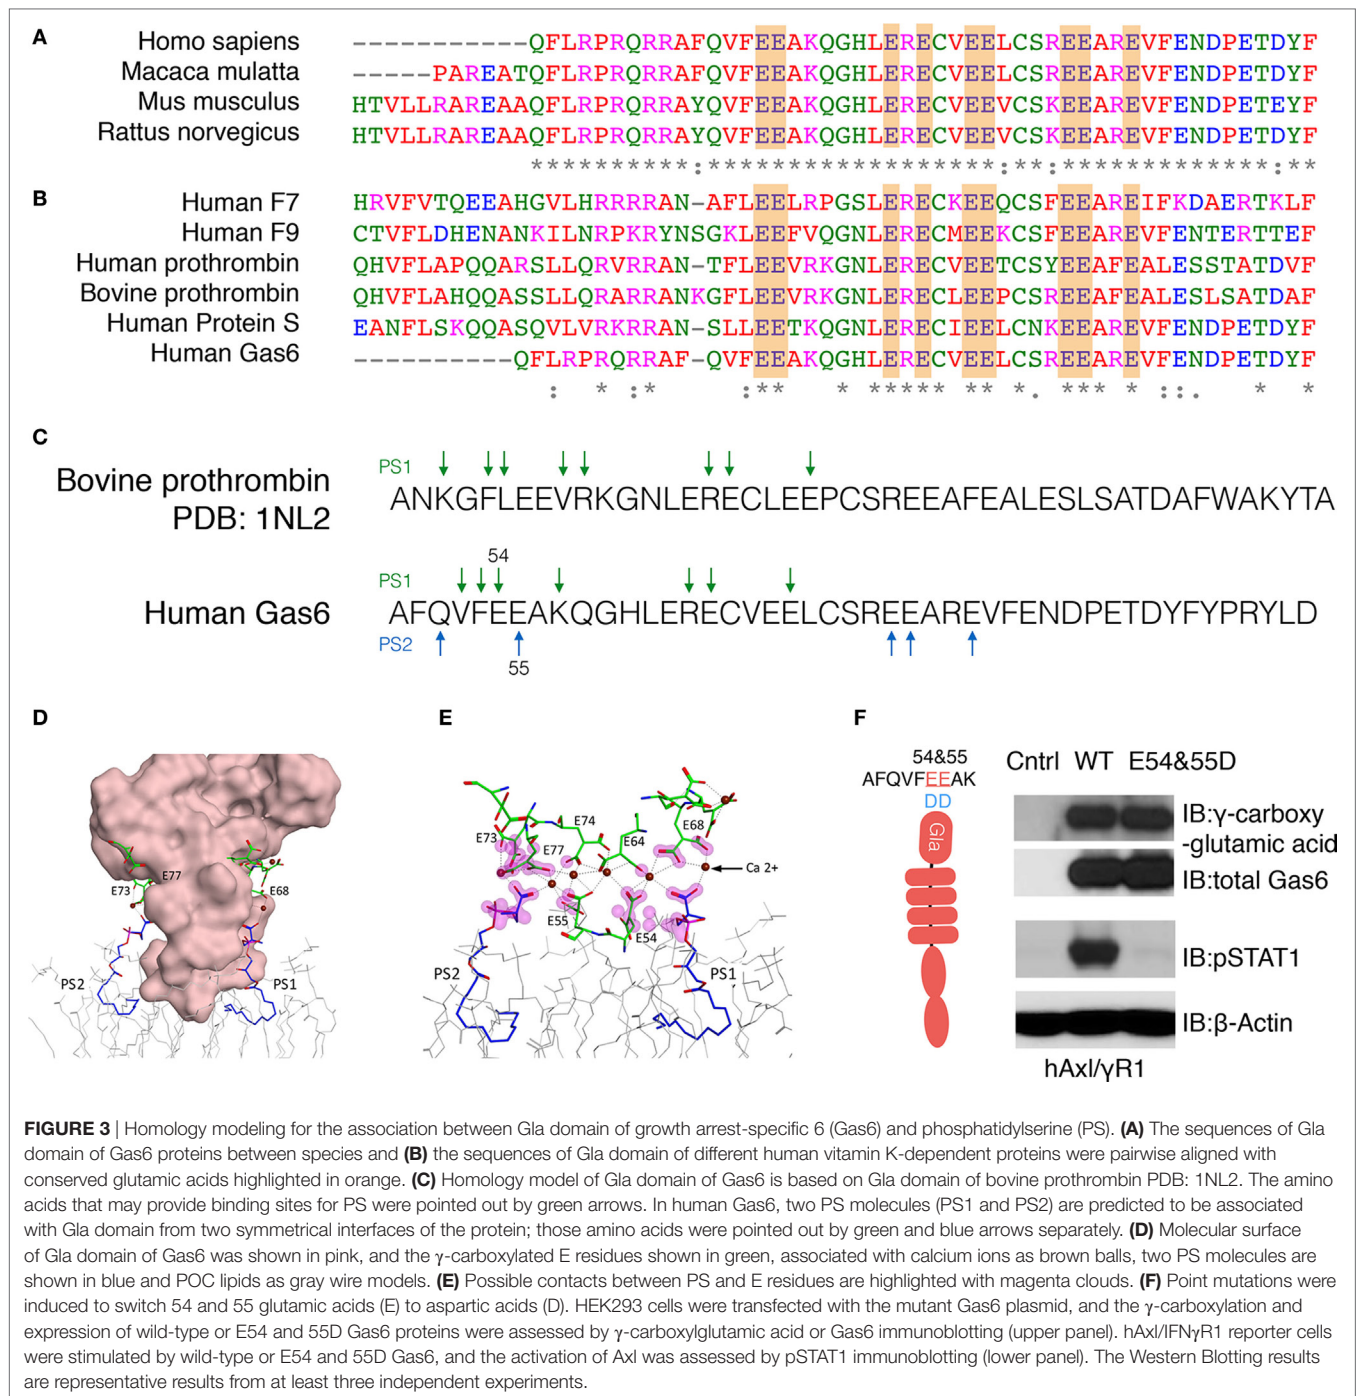 A
Homo sapiens -----------QFLRPRQRRAFQVFEEAKQGHLERECVEELCSREEAREVFENDPETDYF
Macaca mulatta -----PAREATQFLRPRQRRAFQVFEEAKQGHLERECVEELCSREEAREVFENDPETDYF
Mus musculus HTVLLRAREAAQFLRPRQRRAYQVFEEAKQGHLERECVEEVCSKEEAREVFENDPETEYF
Rattus norvegicus HTVLLRAREAAQFLRPRQRRAYQVFEEAKQGHLERECVEEVCSKEEAREVFENDPETDYF
**********:******************:**:*************:**
B
Human F7 HRVFVTQEEAHGVLHRRRRAN-AFLEELRPGSLERECKEEQCSFEEAREIFKDAERTKLF
Human F9 CTVFLDHENANKILNRPKRYNSGKLEEFVQGNLERECMEEKCSFEEAREVFENTERTTEF
Human prothrombin QHVFLAPQQARSLLQRVRRAN-TFLEEVRKGNLERECVEETCSYEEAFEALESSTATDVF
Bovine prothrombin QHVFLAHQQASSLLQRARRANKGFLEEVRKGNLERECLEEPCSREEAFEALESLSATDAF
Human Protein S EANFLSKQQASQVLVRKRRAN-SLLEETKQGNLERECIEELCNKEEAREVFENDPETDYF
Human Gas6 ----------QFLRPRQRRAF-QVFEEAKQGHLERECVEELCSREEAREVFENDPETDYF
: * :* :** * ***** ** *. *** * ::. * *
C
PS1
Bovine prothrombin ANKGFLEEVRKGNLERECLEEPCSREEAFEALESLSATDAFWAKYTA
PDB: 1NL2
54
PS1
Human Gas6 AFQVFEEAKQGHLERECVEELCSREEAREVFENDPETDYFYPRYLD
PS2
55
D
E73
E77
E68
PS2
PS1
E
E73
E74
E77
E64
E68
Ca 2+
E55
E54
PS2
PS1
F
54&55
AFQVFEEAK
DD
Gla
Cntrl WT E54&55D
IB:γ-carboxy
-glutamic acid
IB:total Gas6
IB:pSTAT1
IB:β-Actin
hAxl/γR1
FIGURE 3 | Homology modeling for the association between Gla domain of growth arrest-specific 6 (Gas6) and phosphatidylserine (PS). (A) The sequences of Gla
domain of Gas6 proteins between species and (B) the sequences of Gla domain of different human vitamin K-dependent proteins were pairwise aligned with
conserved glutamic acids highlighted in orange. (C) Homology model of Gla domain of Gas6 is based on Gla domain of bovine prothrombin PDB: 1NL2. The amino
acids that may provide binding sites for PS were pointed out by green arrows. In human Gas6, two PS molecules (PS1 and PS2) are predicted to be associated
with Gla domain from two symmetrical interfaces of the protein; those amino acids were pointed out by green and blue arrows separately. (D) Molecular surface
of Gla domain of Gas6 was shown in pink, and the γ-carboxylated E residues shown in green, associated with calcium ions as brown balls, two PS molecules are
shown in blue and POC lipids as gray wire models. (E) Possible contacts between PS and E residues are highlighted with magenta clouds. (F) Point mutations were
induced to switch 54 and 55 glutamic acids (E) to aspartic acids (D). HEK293 cells were transfected with the mutant Gas6 plasmid, and the γ-carboxylation and
expression of wild-type or E54 and 55D Gas6 proteins were assessed by γ-carboxylglutamic acid or Gas6 immunoblotting (upper panel). hAxl/IFNγR1 reporter cells
were stimulated by wild-type or E54 and 55D Gas6, and the activation of Axl was assessed by pSTAT1 immunoblotting (lower panel). The Western Blotting results
are representative results from at least three independent experiments.